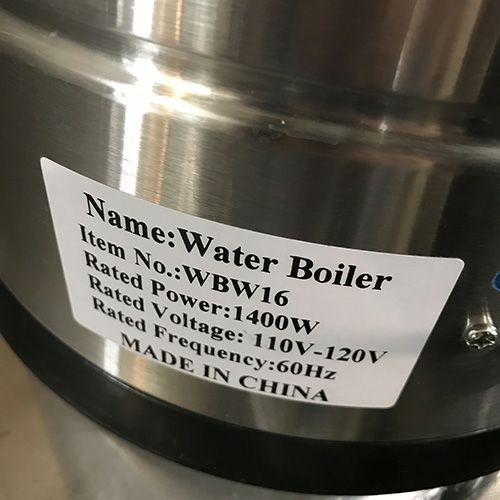 Name:Water Boiler
Item No.:WBW16
Rated Power:1400W
Rated Voltage: 110V-120V
Rated Frequency:60Hz
MADE IN CHINA